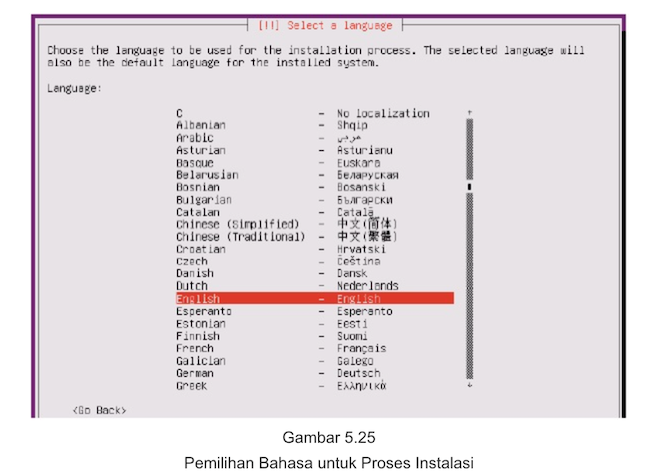 [!!] Select a language
Choose the language to be used for the installation process. The selected language will
also be the default language for the installed system.
Language:
C - No localization
Albanian - Shqip
Arabic - عربي
Asturian - Asturianu
Basque - Euskara
Belarusian - Беларуская
Bosnian - Bosanski
Bulgarian - Български
Catalan - Català
Chinese (Simplified) - 中文(简体)
Chinese (Traditional) - 中文(繁體)
Croatian - Hrvatski
Czech - Čeština
Danish - Dansk
Dutch - Nederlands
English - English
Esperanto - Esperanto
Estonian - Eesti
Finnish - Suomi
French - Français
Galician - Galego
German - Deutsch
Greek - Ελληνικά
<Go Back>
Gambar 5.25
Pemilihan Bahasa untuk Proses Instalasi